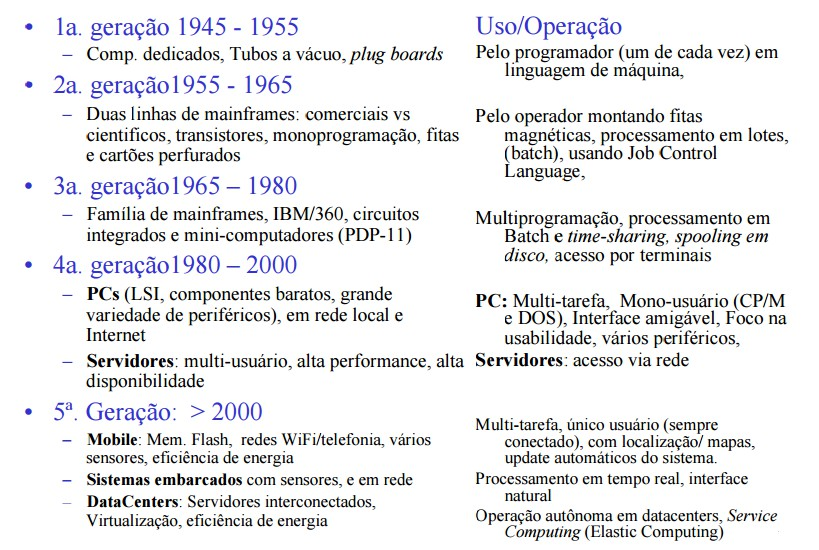 • 1a. geração 1945 - 1955
– Comp. dedicados, Tubos a vácuo, plug boards
• 2a. geração1955 - 1965
– Duas linhas de mainframes: comerciais vs
cientificos, transistores, monoprogramação, fitas
e cartões perfurados
• 3a. geração1965 – 1980
– Família de mainframes, IBM/360, circuitos
integrados e mini-computadores (PDP-11)
• 4a. geração1980 – 2000
– PCs (LSI, componentes baratos, grande
variedade de periféricos), em rede local e
Internet
– Servidores: multi-usuário, alta performance, alta
disponibilidade
• 5ª. Geração: > 2000
– Mobile: Mem. Flash, redes WiFi/telefonia, vários
sensores, eficiência de energia
– Sistemas embarcados com sensores, e em rede
– DataCenters: Servidores interconectados,
Virtualização, eficiência de energia
Uso/Operação
Pelo programador (um de cada vez) em
linguagem de máquina,
Pelo operador montando fitas
magnéticas, processamento em lotes,
(batch), usando Job Control
Language,
Multiprogramação, processamento em
Batch e time-sharing, spooling em
disco, acesso por terminais
PC: Multi-tarefa, Mono-usuário (CP/M
e DOS), Interface amigável, Foco na
usabilidade, vários periféricos,
Servidores: acesso via rede
Multi-tarefa, único usuário (sempre
conectado), com localização/ mapas,
update automáticos do sistema.
Processamento em tempo real, interface
natural
Operação autônoma em datacenters, Service
Computing (Elastic Computing)